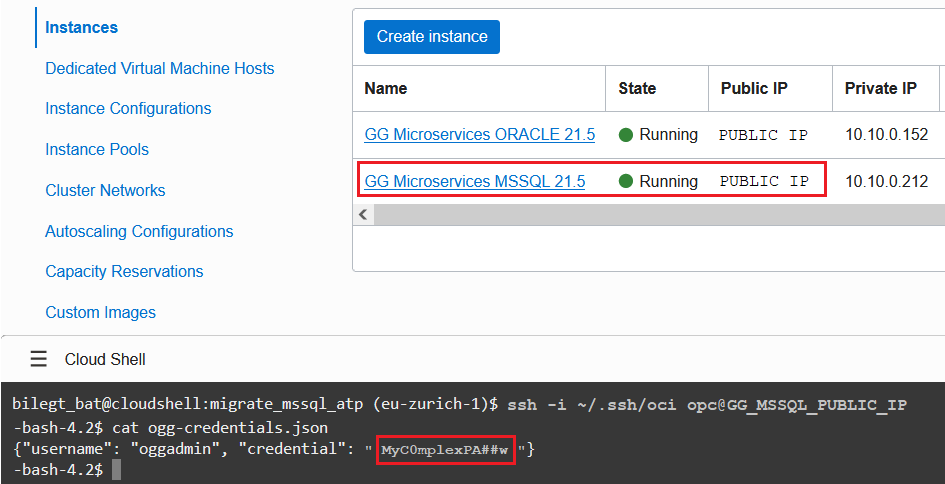 Instances
Dedicated Virtual Machine Hosts
Instance Configurations
Instance Pools
Cluster Networks
Autoscaling Configurations
Capacity Reservations
Custom Images
Create instance
Name State Public IP Private IP
GG Microservices ORACLE 21.5 Running PUBLIC IP 10.10.0.152
GG Microservices MSSQL 21.5 Running PUBLIC IP 10.10.0.212
Cloud Shell
bilegt_bat@cloudshell:migrate_mssql_atp (eu-zurich-1)$ ssh -i ~/.ssh/oci opc@GG_MSSQL_PUBLIC_IP
-bash-4.2$ cat ogg-credentials.json
{"username": "oggadmin", "credential": " MyC0mplexPA##w "}
-bash-4.2$